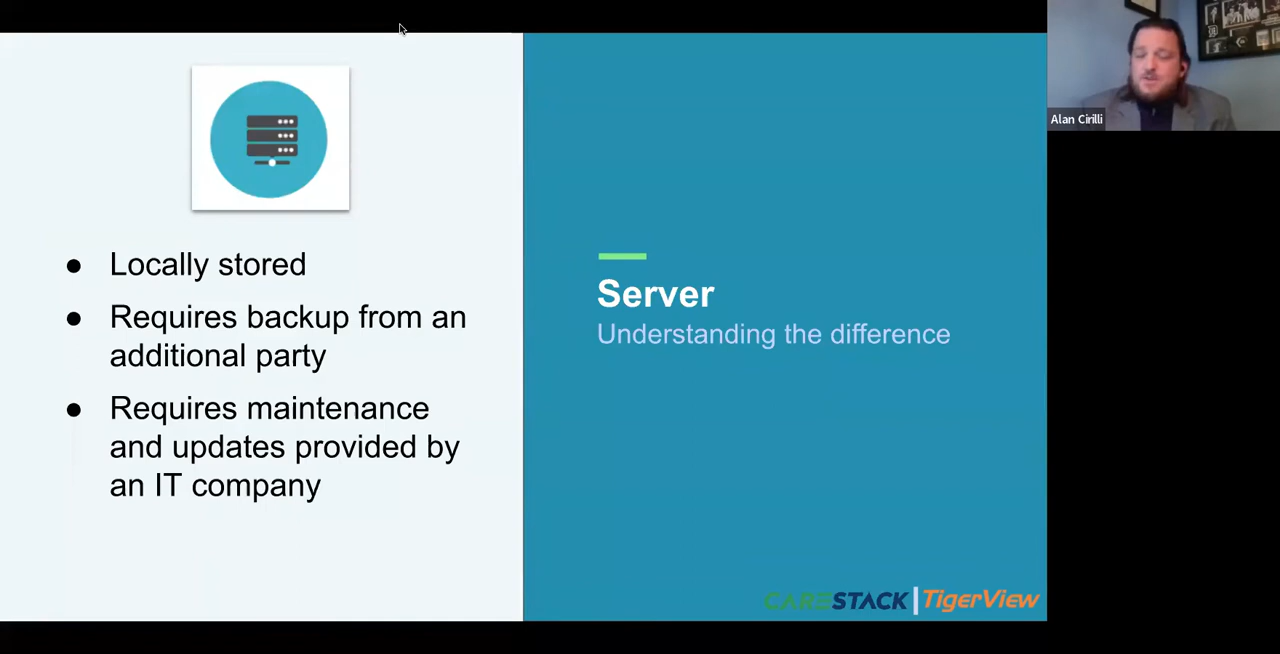 Locally stored
Requires backup from an
additional party
Requires maintenance
and updates provided by
an IT company
Server
Understanding the difference
CARESTACK | TigerView
Alan Cirilli